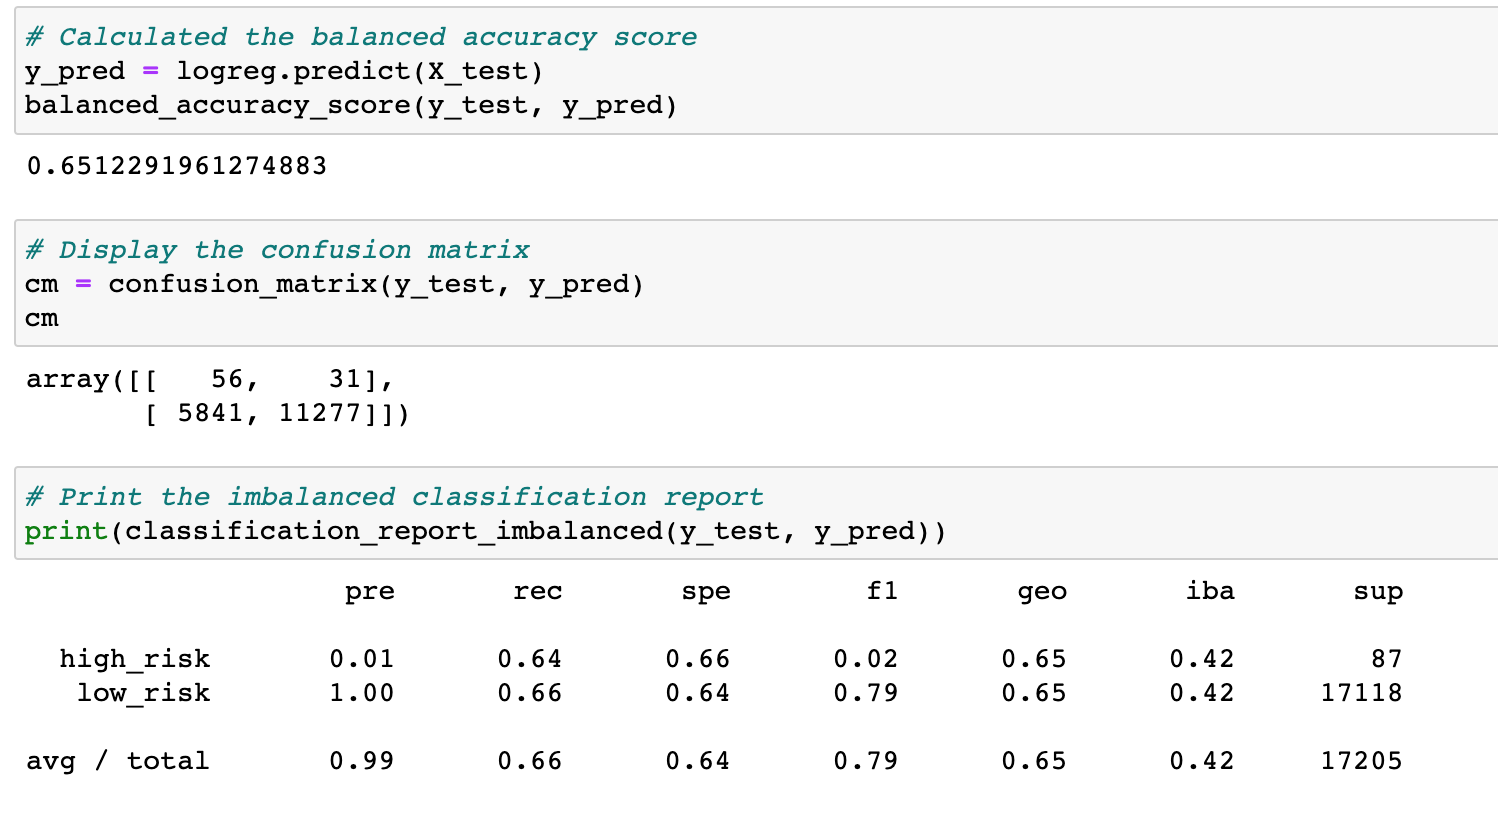 # Calculated the balanced accuracy score
y_pred = logreg.predict(X_test)
balanced_accuracy_score(y_test, y_pred)
0.6512291961274883
# Display the confusion matrix
cm = confusion_matrix(y_test, y_pred)
cm
array([[   56,    31],
       [ 5841, 11277]])
# Print the imbalanced classification report
print(classification_report_imbalanced(y_test, y_pred))
                   pre       rec       spe        f1       geo       iba       sup
  high_risk       0.01      0.64      0.66      0.02      0.65      0.42        87
   low_risk       1.00      0.66      0.64      0.79      0.65      0.42     17118
avg / total       0.99      0.66      0.64      0.79      0.65      0.42     17205